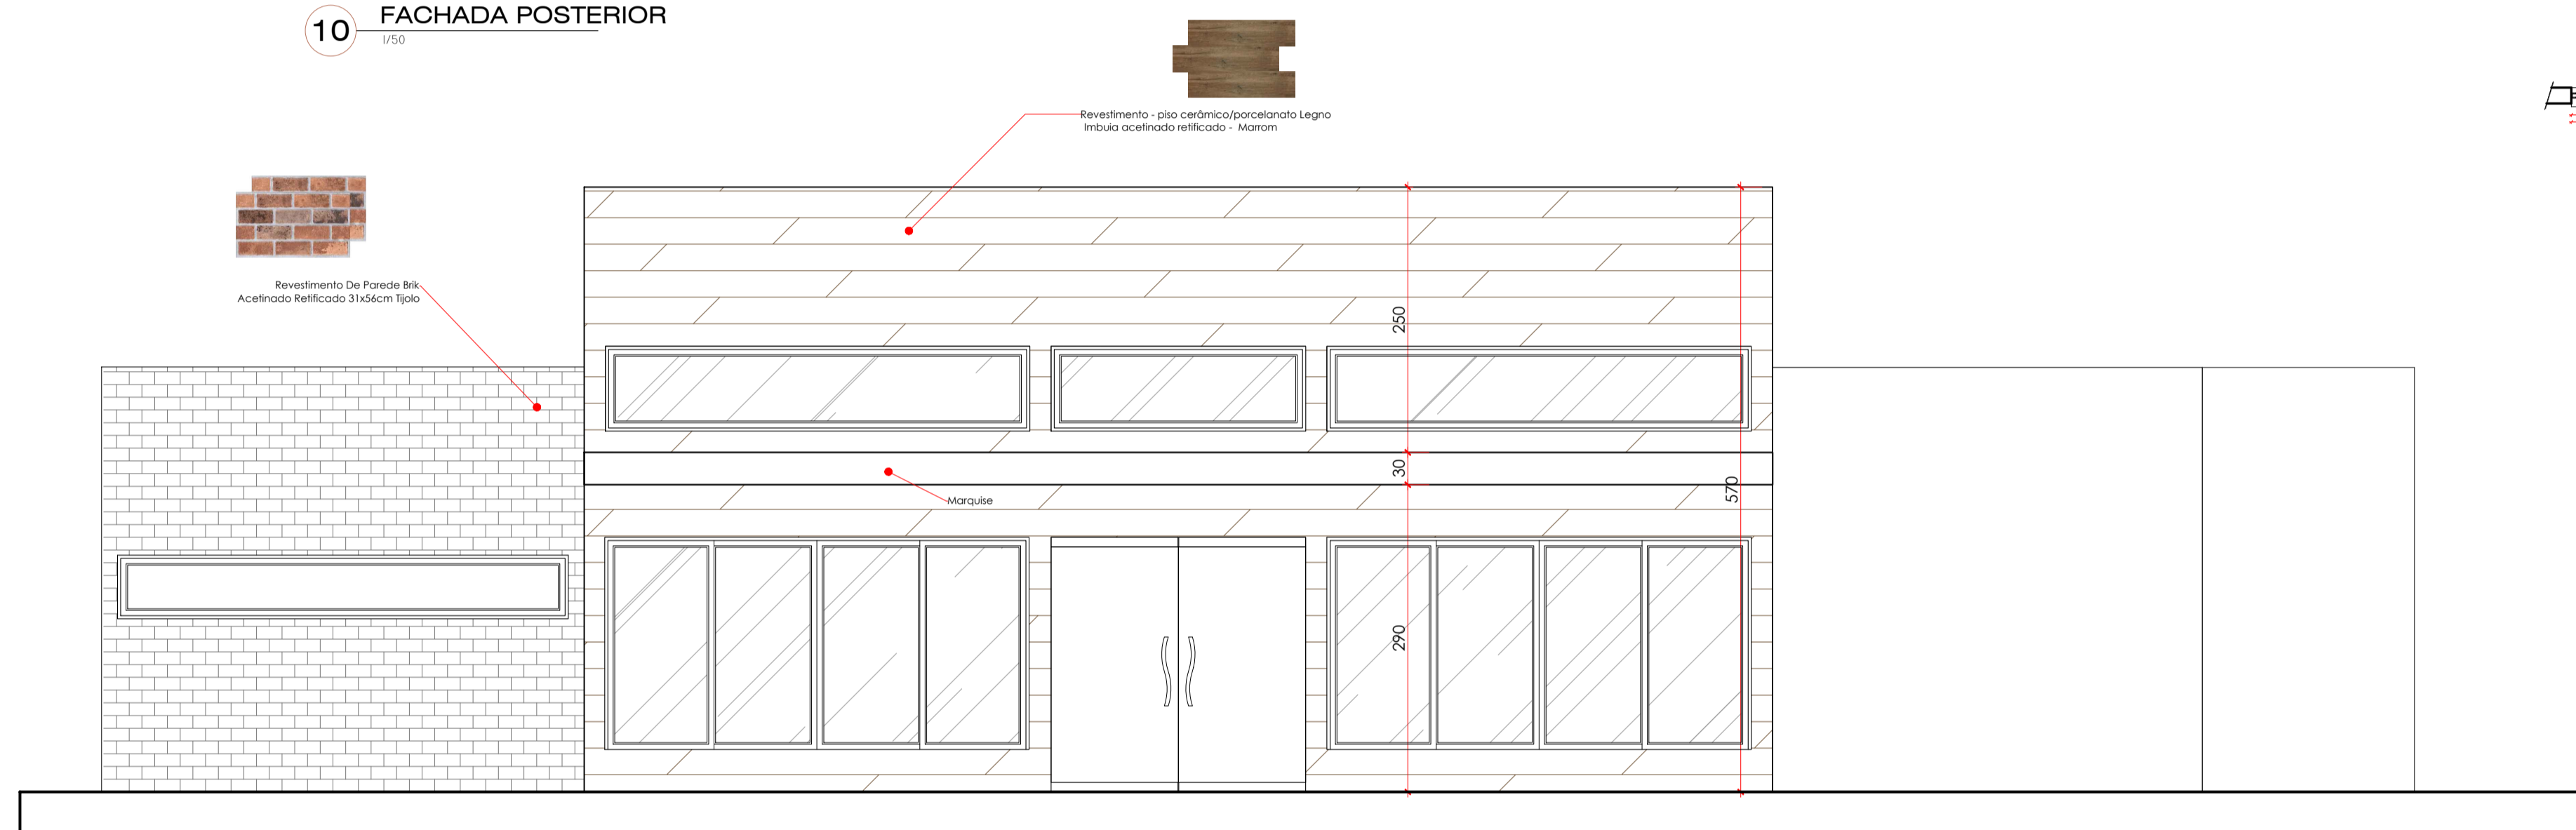 10
FACHADA POSTERIOR
1/50
Revestimento - piso cerâmico/porcelanato Legno
Imbuia acetinado retificado - Marrom
Revestimento De Parede Brik
Acetinado Retificado 31x56cm Tijolo
250
30
570
Marquise
290